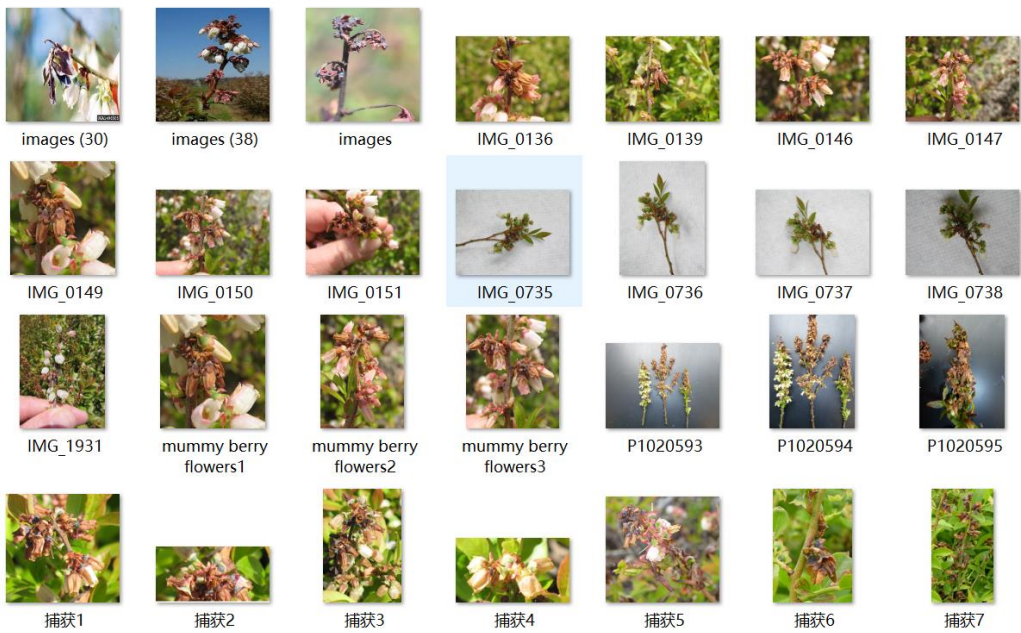 images (30)
images (38)
images
IMG_0136
IMG_0139
IMG_0146
IMG_0147
IMG_0149
IMG_0150
IMG_0151
IMG_0735
IMG_0736
IMG_0737
IMG_0738
IMG_1931
mummy berry
flowers1
mummy berry
flowers2
mummy berry
flowers3
P1020593
P1020594
P1020595
捕获1
捕获2
捕获3
捕获4
捕获5
捕获6
捕获7